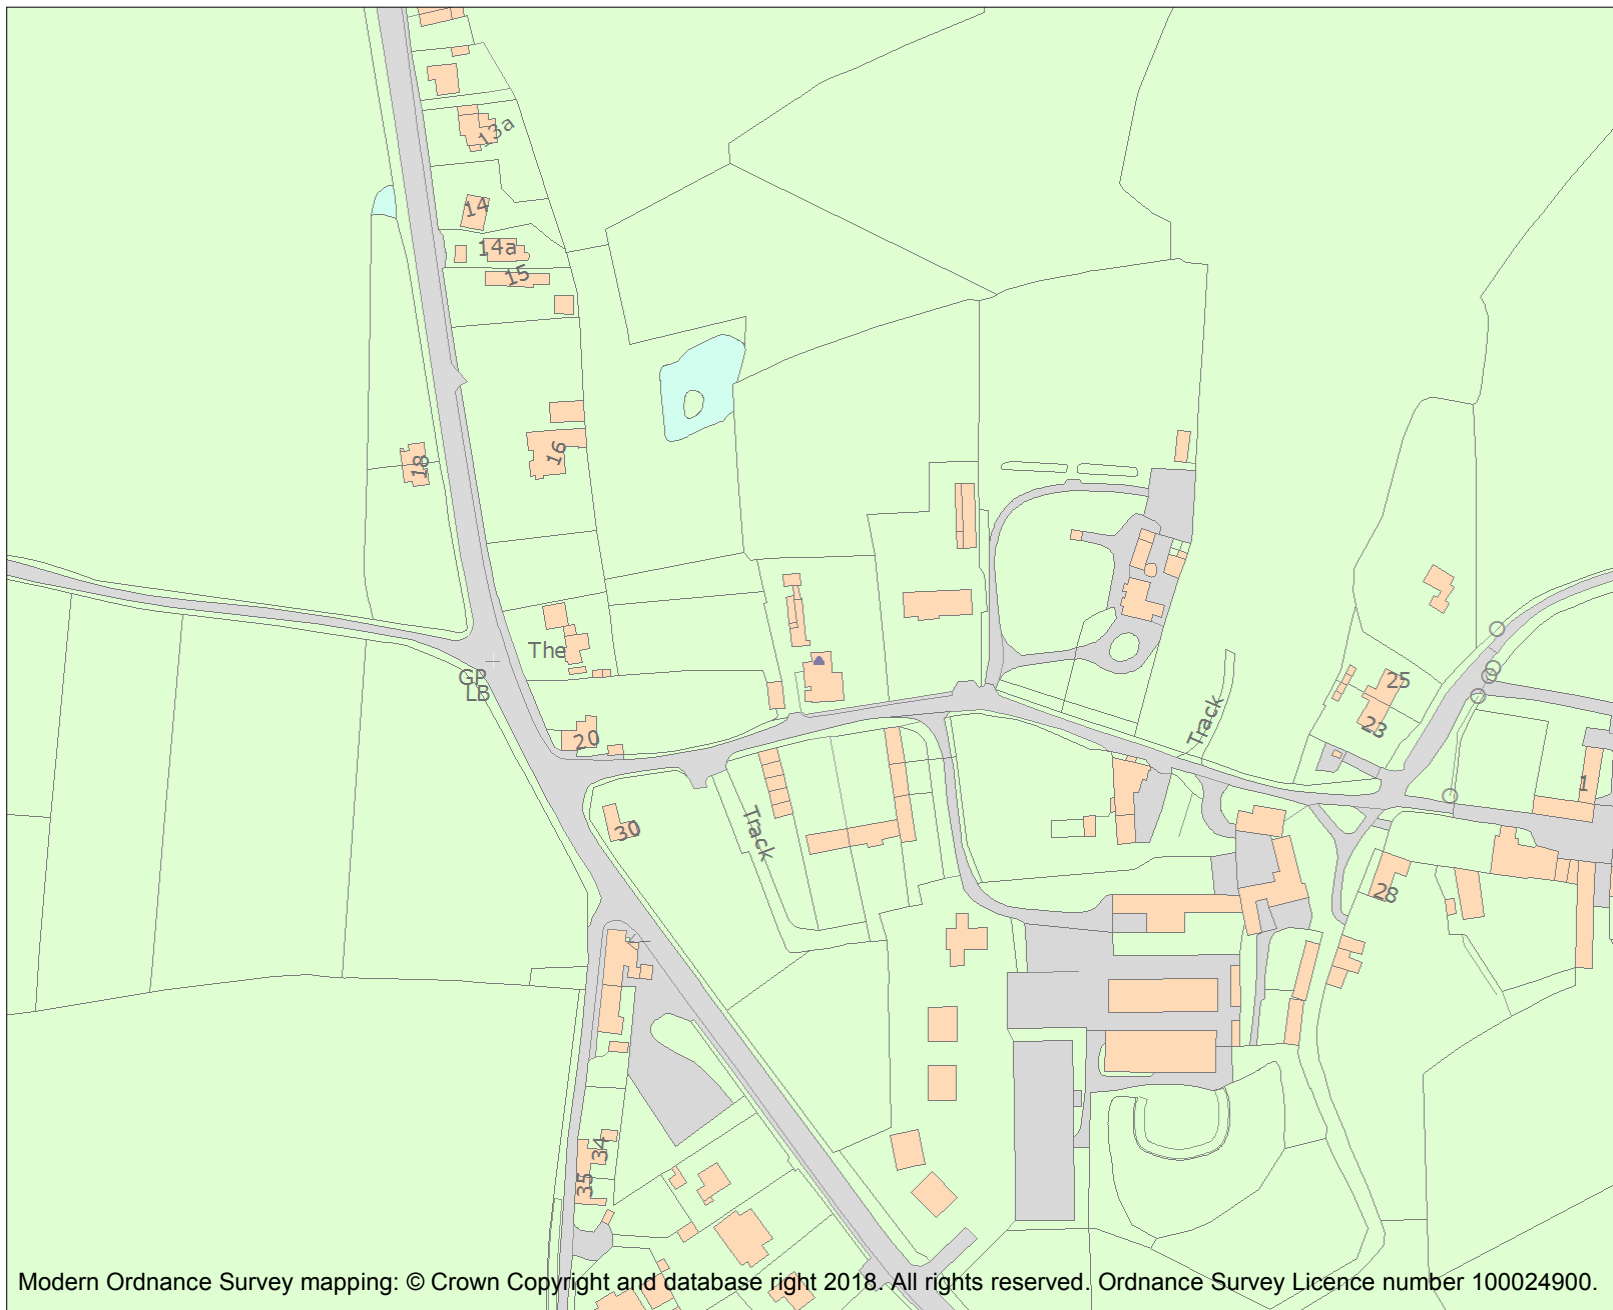 13a
14
14a
15
16
18
The
GP
LB
20
30
Track
Track
25
23
1
28
34
35
Modern Ordnance Survey mapping: © Crown Copyright and database right 2018. All rights reserved. Ordnance Survey Licence number 100024900.